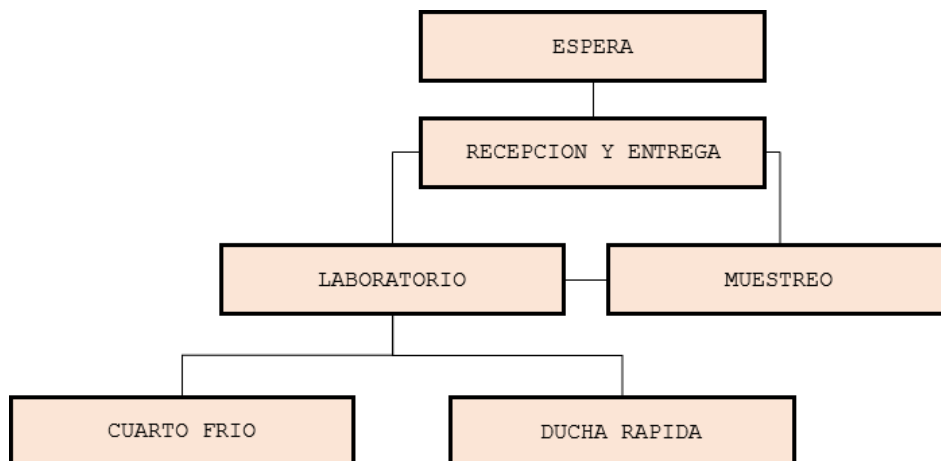 ESPERA
RECEPCION Y ENTREGA
LABORATORIO
MUESTREO
CUARTO FRIO
DUCHA RAPIDA